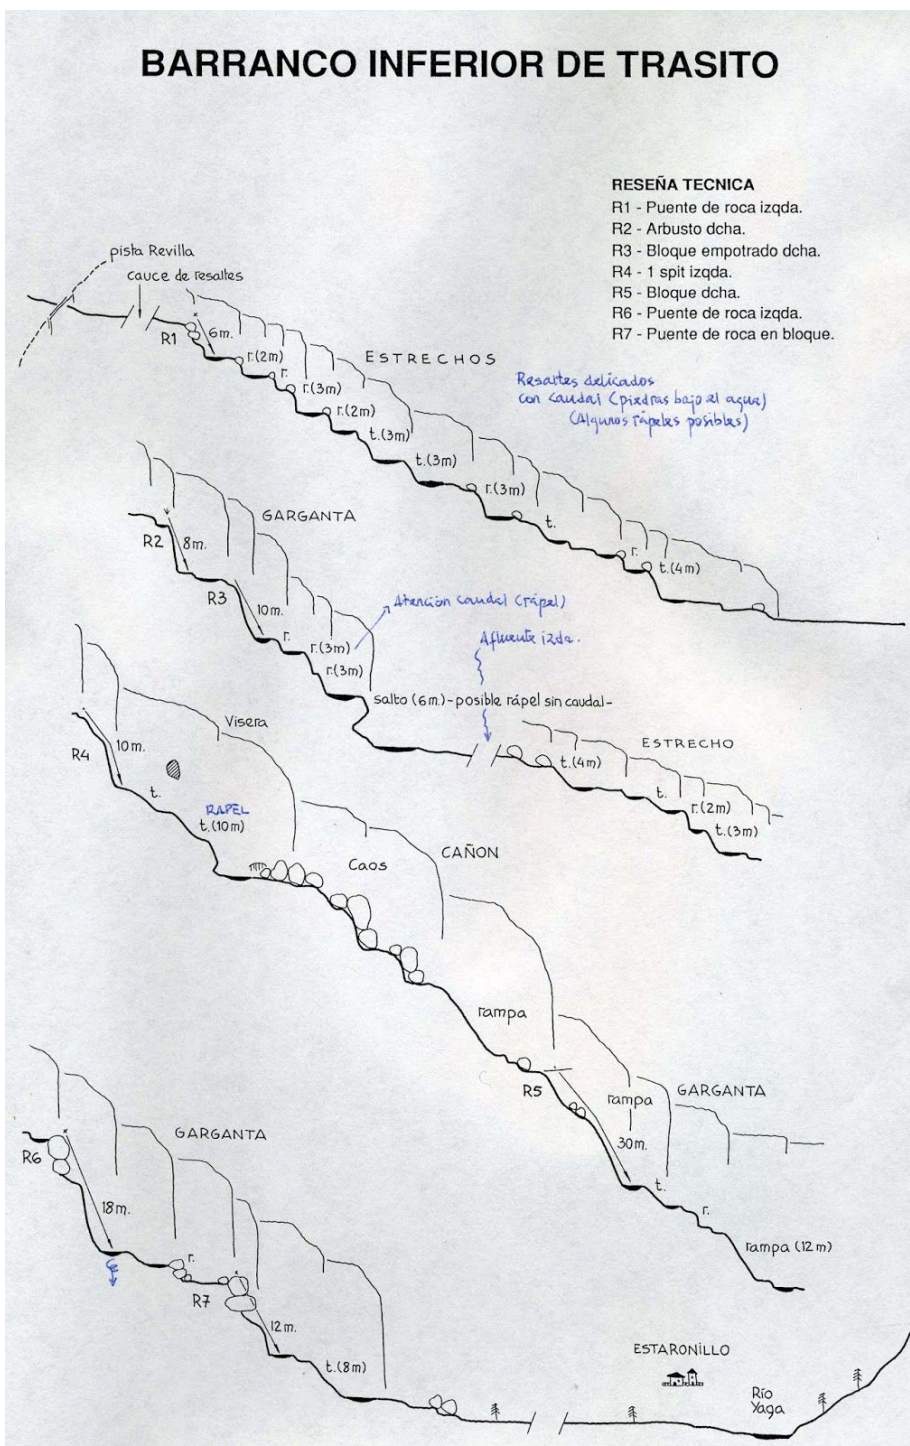 BARRANCO INFERIOR DE TRASITO
RESEÑA TECNICA
R1 - Puente de roca izqda.
R2 - Arbusto dcha.
R3 - Bloque empotrado dcha.
R4 - 1 spit izqda.
R5 - Bloque dcha.
R6 - Puente de roca izqda.
R7 - Puente de roca en bloque.
pista Revilla
cauce de resaltes
R1
6m.
r.(2m)
r.
r.(3m)
r.(2m)
t.(3m)
t.(3m)
r.(3m)
t.
r.
t.(4m)
ESTRECHOS
Resaltes delicados
con caudal (piedras bajo el agua)
(Algunos rápeles posibles)
GARGANTA
R2
8m.
R3
10m.
r.
r.(3m)
r.(3m)
Atención caudal (rápel)
Afluente izda.
Salto (6m.)-posible rápel sin caudal-
ESTRECHO
t.(4m)
t.
r.(2m)
t.(3m)
Visera
R4
10m.
t.
RAPEL
t.(10m)
Caos
CAÑON
rampa
R5
rampa
30m.
GARGANTA
t.
r.
rampa (12m)
GARGANTA
R6
18m.
r.
R7
12m.
t.(8m)
ESTARONILLO
Río
Yaga